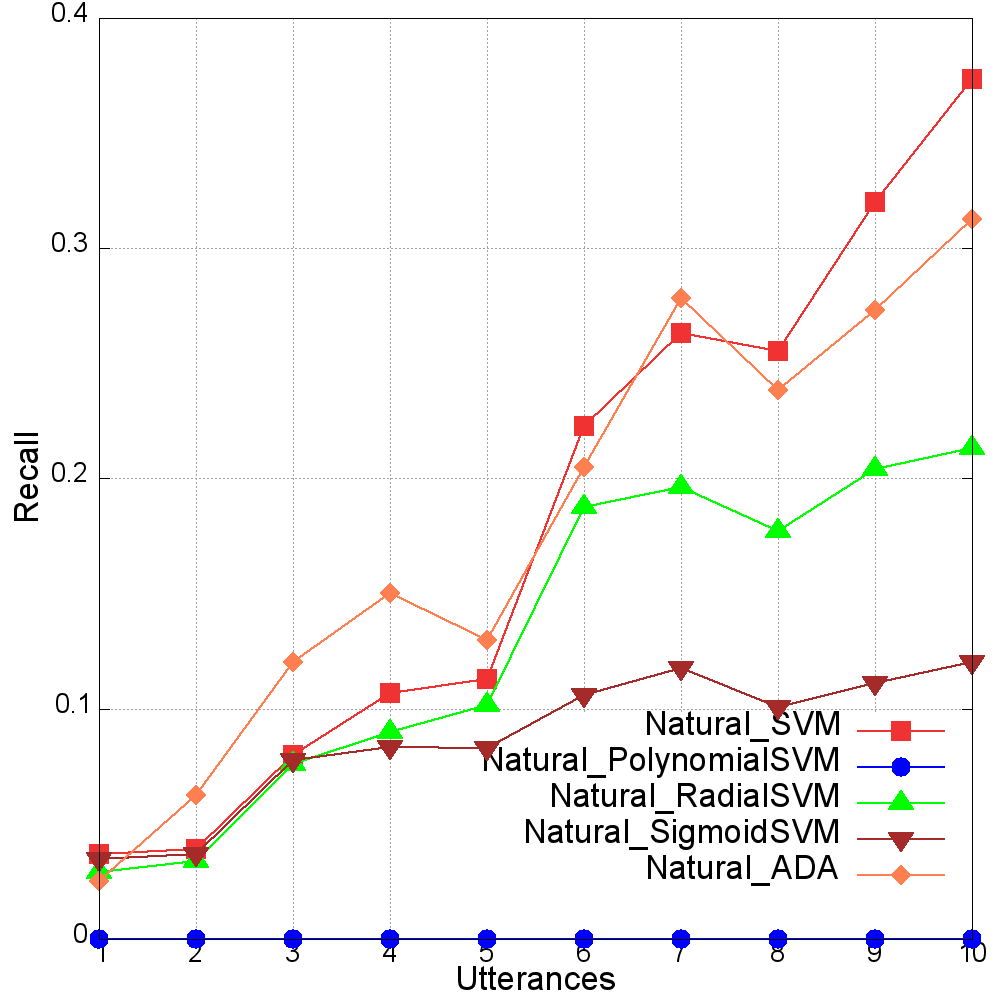 0.4
0.3
0.2
0.1
0
Recall
Natural_SVM
Natural_PolynomialSVM
Natural_RadialSVM
Natural_SigmoidSVM
Natural_ADA
1 2 3 4 5 6 7 8 9 10
Utterances